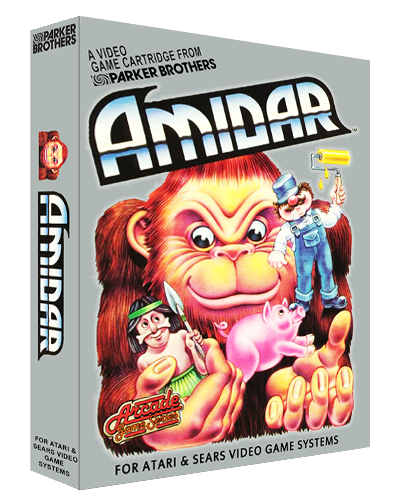 PARKER
BROTHERS
AMIDAR
FOR ATARI &
SEARS VIDEO
GAME
SYSTEMS
A VIDEO
GAME CARTRIDGE FROM
PARKER BROTHERS
AMIDAR
TM
Arcade
Game Series
FOR ATARI & SEARS VIDEO GAME SYSTEMS